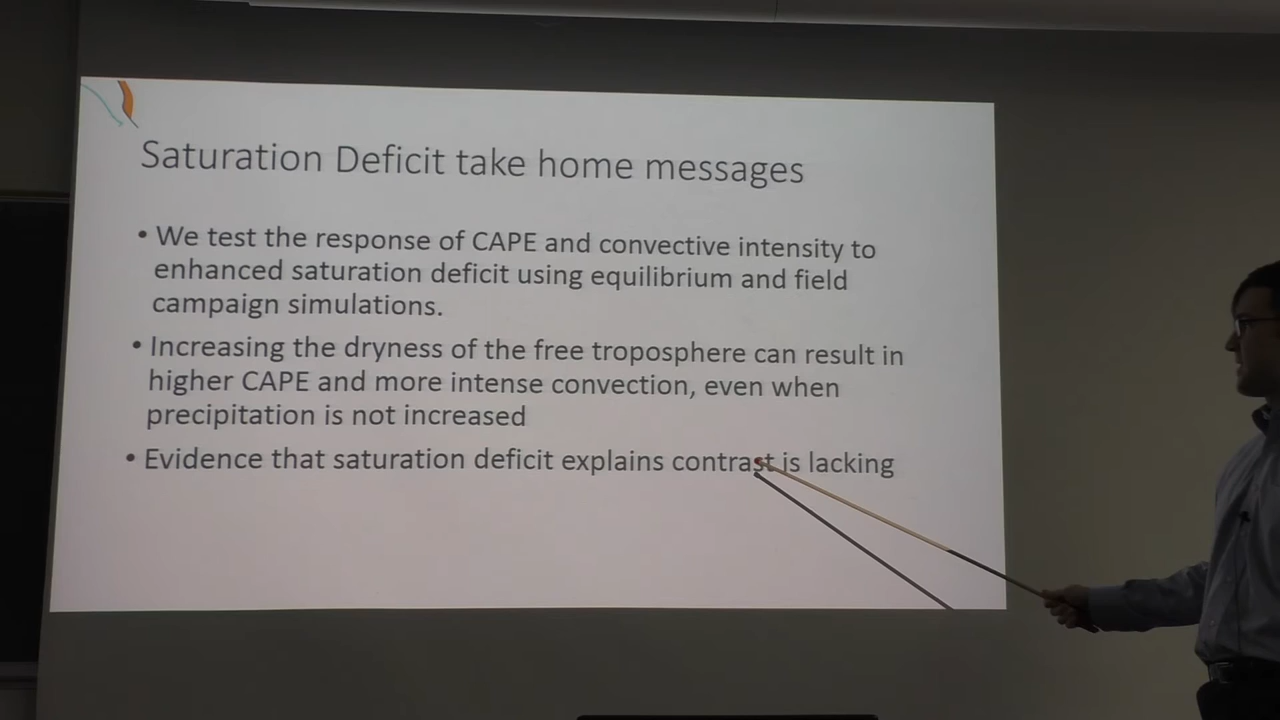 Saturation Deficit take home messages
• We test the response of CAPE and convective intensity to
enhanced saturation deficit using equilibrium and field
campaign simulations.
• Increasing the dryness of the free troposphere can result in
higher CAPE and more intense convection, even when
precipitation is not increased
• Evidence that saturation deficit explains contrast is lacking